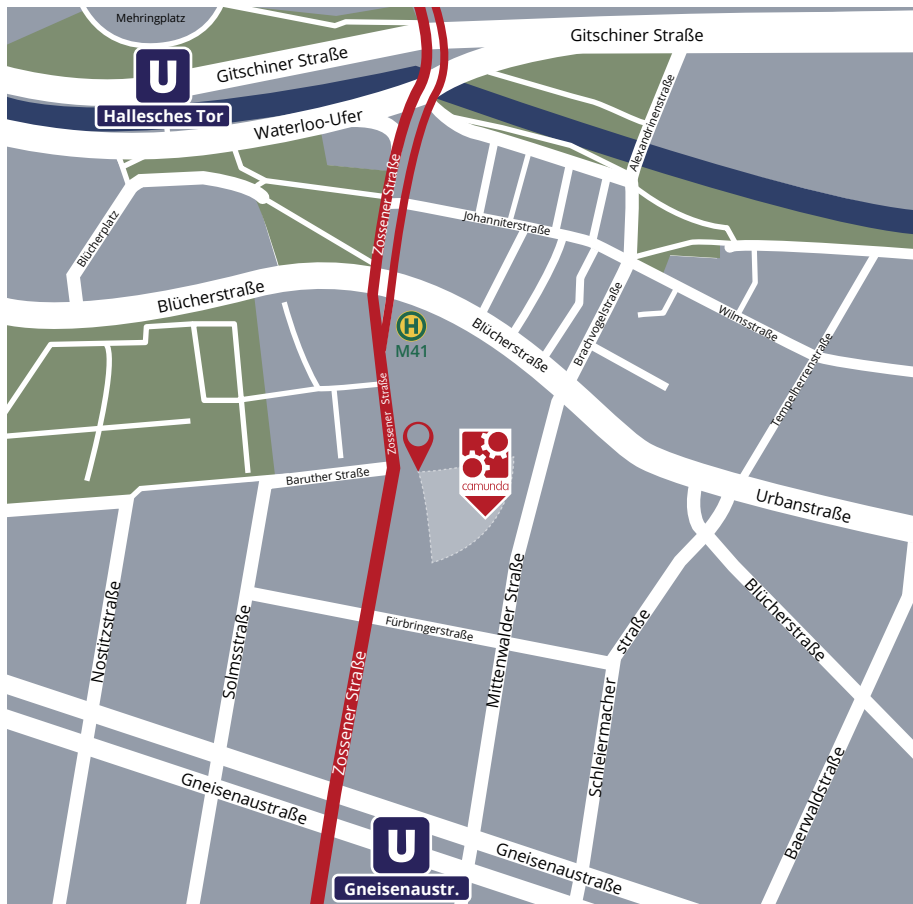 Mehringplatz
Gitschiner Straße
Gitschiner Straße
U
Hallesches Tor
Waterloo-Ufer
Alexandrinenstraße
Zossener Straße
Johanniterstraße
Blücherplatz
Blücherstraße
H
M41
Blücherstraße
Brachvogelstraße
Wilmsstraße
Tempelherrenstraße
Zossener Straße
camunda
Baruther Straße
Urbanstraße
Nostitzstraße
Solmsstraße
Fürbringerstraße
Mittenwalder Straße
Schleiermacher
straße
Blücherstraße
Zossener Straße
Baerwaldstraße
Gneisenaustraße
U
Gneisenaustr.
Gneisenaustraße